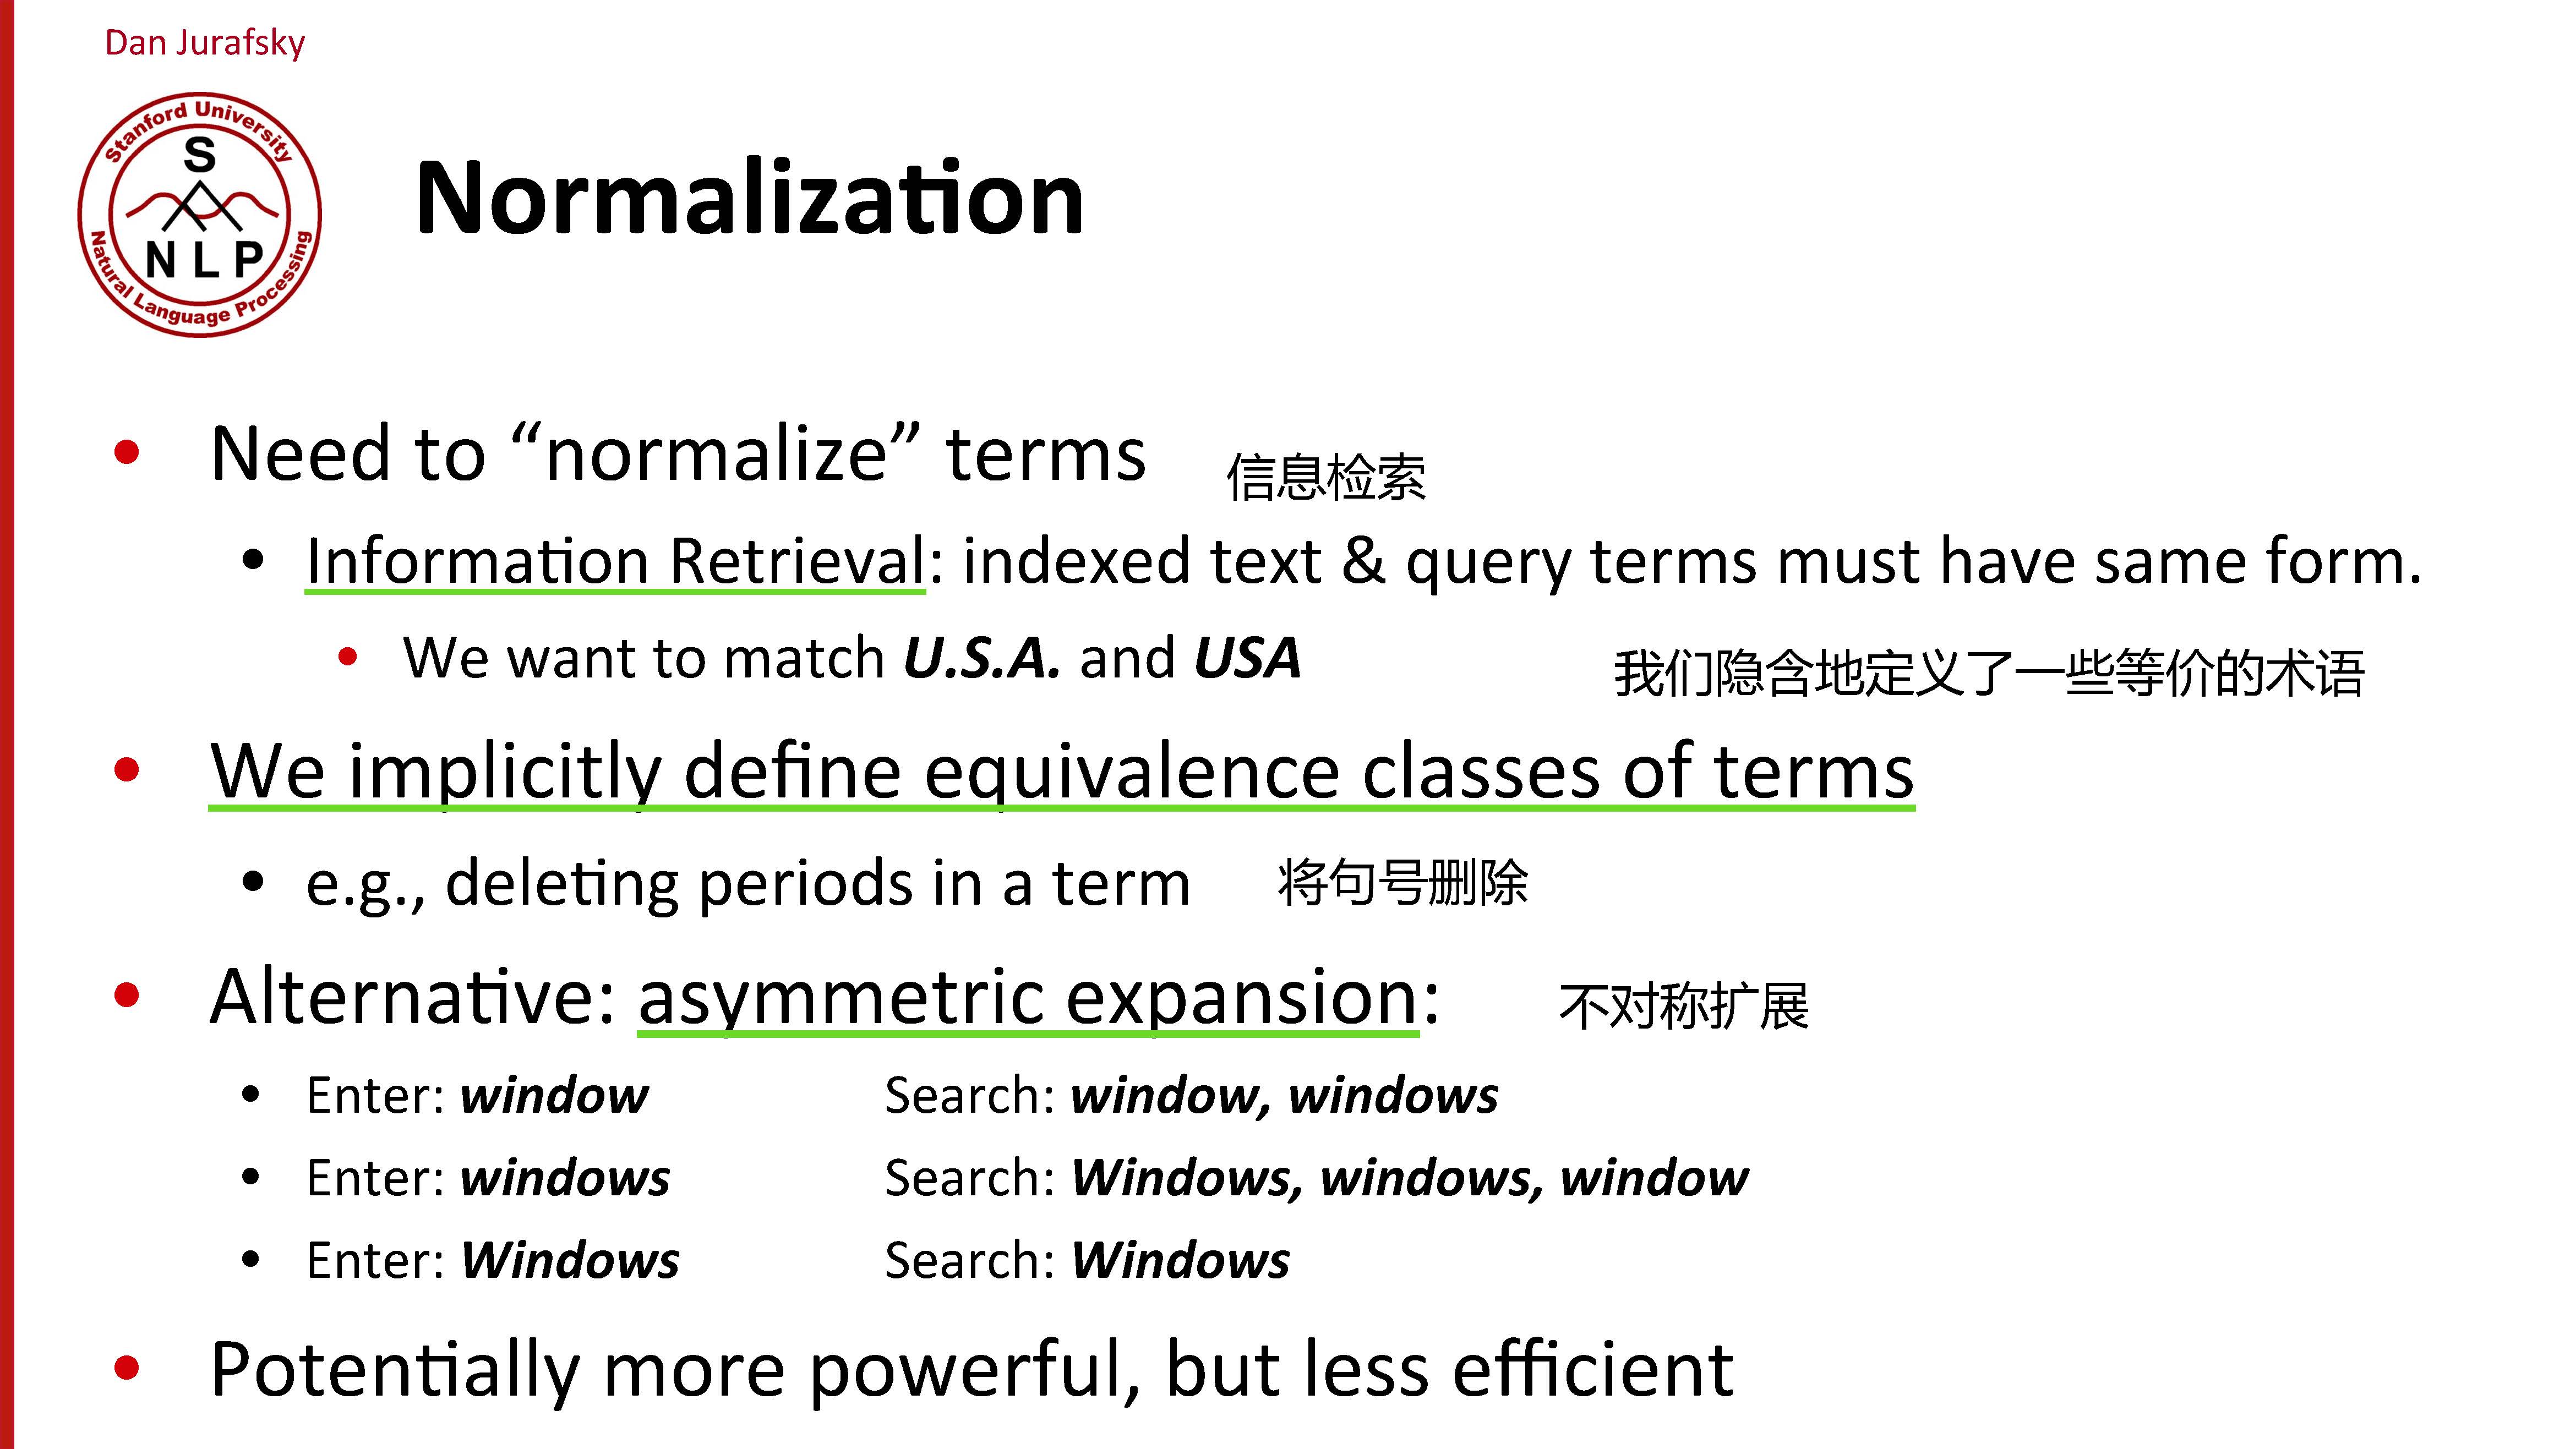 Dan Jurafsky
Stanford University
S
N L P
Natural Language Processing
Normalization
• Need to “normalize” terms
信息检索
• Information Retrieval: indexed text & query terms must have same form.
• We want to match U.S.A. and USA
我们隐含地定义了一些等价的术语
• We implicitly define equivalence classes of terms
• e.g., deleting periods in a term 将句号删除
• Alternative: asymmetric expansion: 不对称扩展
• Enter: window Search: window, windows
• Enter: windows Search: Windows, windows, window
• Enter: Windows Search: Windows
• Potentially more powerful, but less efficient